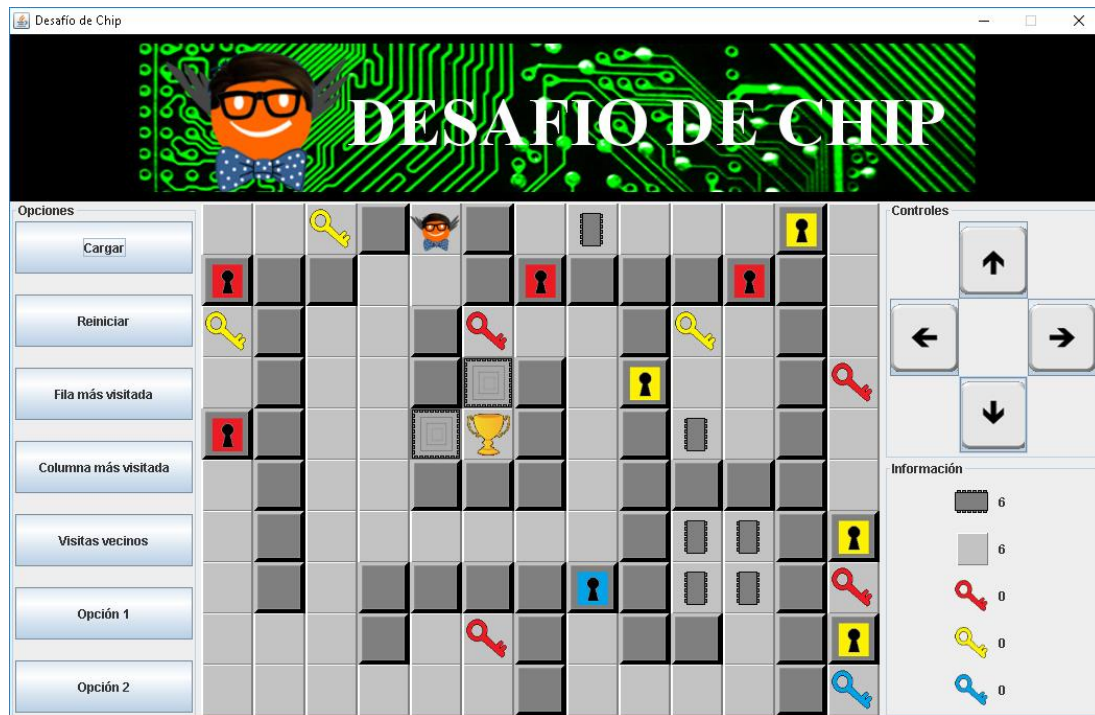 Desafío de Chip
DESAFIO DE CHIP
Opciones
Cargar
Reiniciar
Fila más visitada
Columna más visitada
Visitas vecinos
Opción 1
Opción 2
Controles
Información
6
6
0
0
0